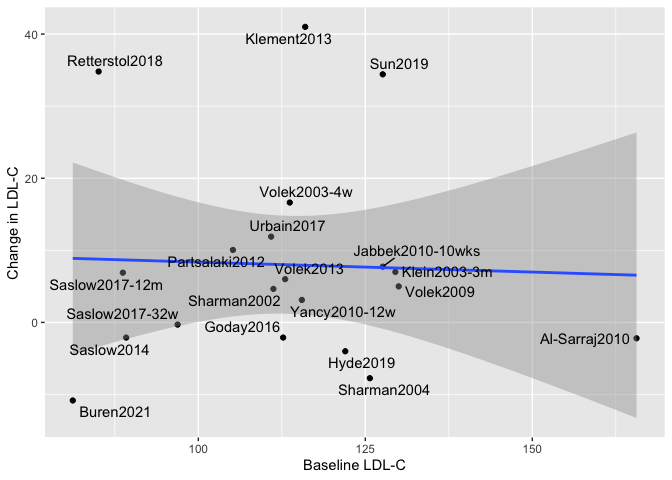 40
Klement2013
Retterstol2018
Sun2019
20
Volek2003-4w
Urbain2017
Jabbek2010-10wks
Partsalaki2012
Volek2013
Klein2003-3m
Saslow2017-12m
Sharman2002
Volek2009
Saslow2017-32w
Yancy2010-12w
0
Goday2016
Al-Sarraj2010
Saslow2014
Hyde2019
Sharman2004
Buren2021
Change in LDL-C
100
125
150
Baseline LDL-C